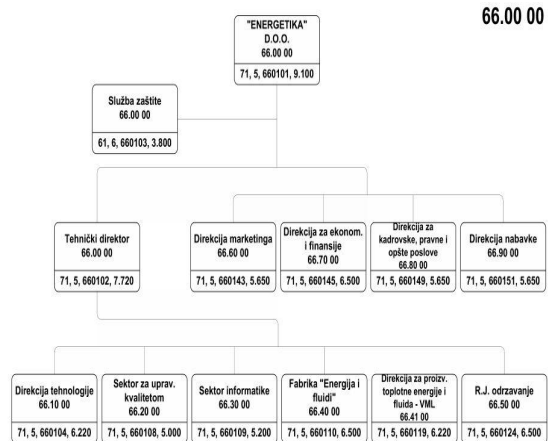 66.00 00
"ENERGETIKA"
D.O.O.
66.00 00
71, 5, 660101, 9.100
Služba zaštite
66.00 00
61, 6, 660103, 3.800
Tehnički direktor
66.00 00
71, 5, 660102, 7.720
Direkcija marketinga
66.60 00
71, 5, 660143, 5.650
Direkcija za ekonom.
i finansije
66.70 00
71, 5, 660145, 6.500
Direkcija za
kadrovske, pravne i
opšte poslove
66.80 00
71, 5, 660149, 5.650
Direkcija nabavke
66.90 00
71, 5, 660151, 5.650
Direkcija tehnologije
66.10 00
71, 5, 660104, 6.220
Sektor za uprav.
kvalitetom
66.20 00
71, 5, 660108, 5.000
Sektor informatike
66.30 00
71, 5, 660109, 5.200
Fabrika "Energija i
fluidi"
66.40 00
71, 5, 660110, 6.500
Direkcija za proizv.
toplotne energije i
fluida - VML
66.41 00
71, 5, 660119, 6.220
R.J. odrzavanje
66.50 00
71, 5, 660124, 6.500